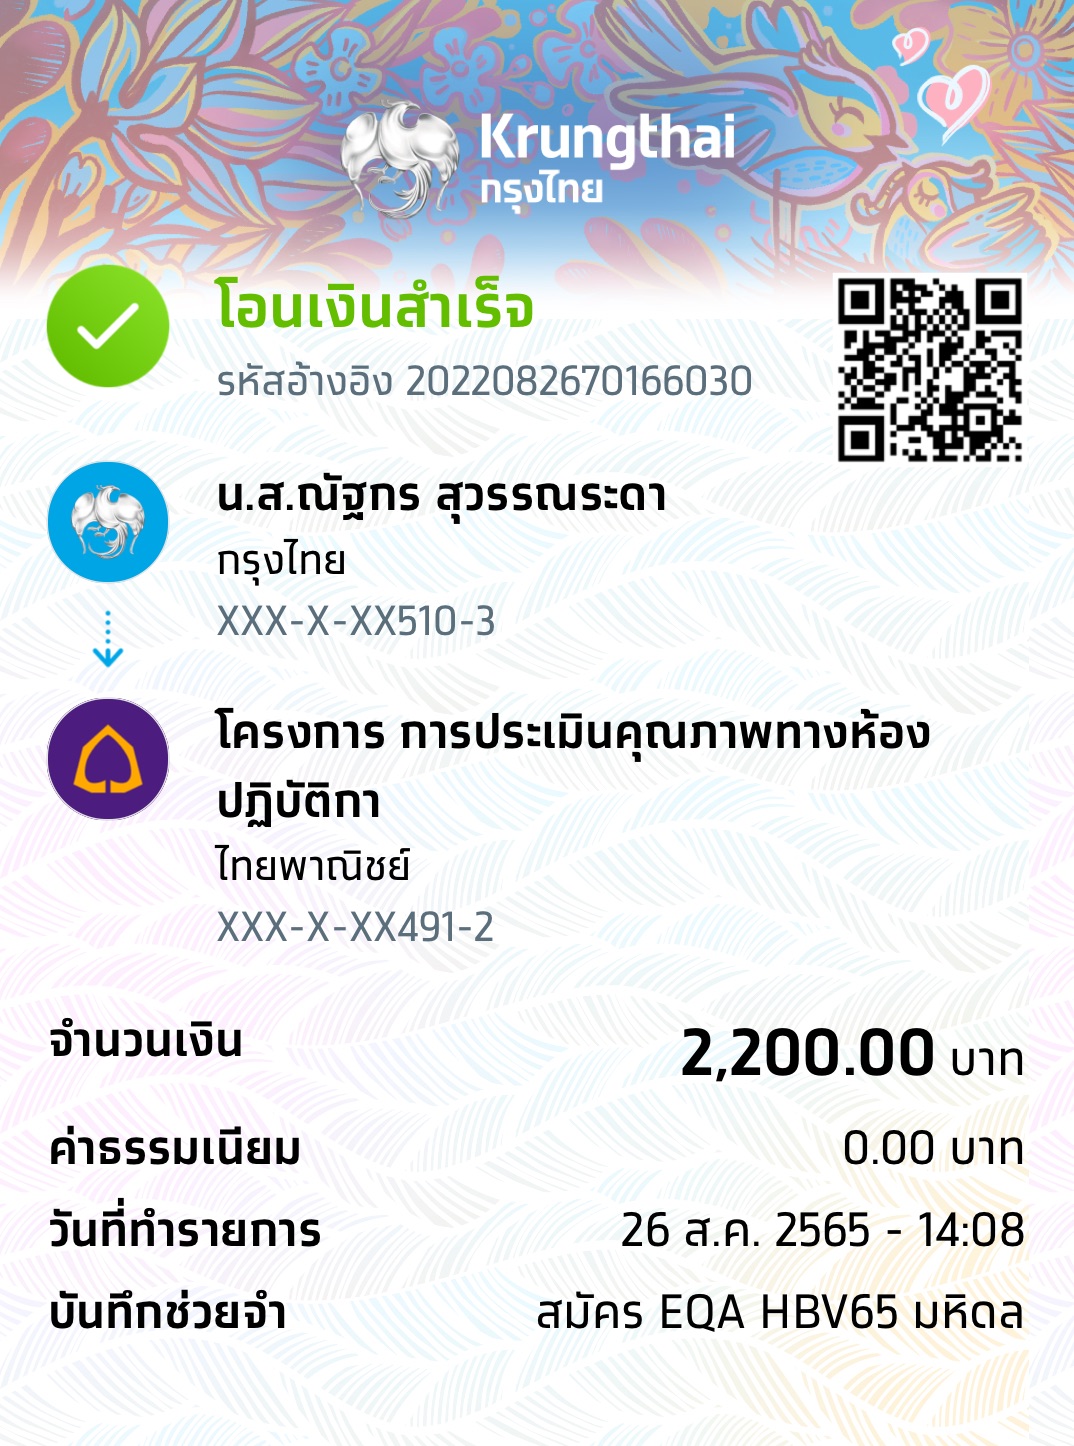 Krungthai
กรุงไทย
โอนเงินสำเร็จ
รหัสอ้างอิง 2022082670166030
น.ส.ณัฐกร สุวรรณระดา
กรุงไทย
XXX-X-XX510-3
โครงการ การประเมินคุณภาพทางห้อง
ปฏิบัติกา
ไทยพาณิชย์
XXX-X-XX491-2
จำนวนเงิน 2,200.00 บาท
ค่าธรรมเนียม 0.00 บาท
วันที่ทำรายการ 26 ส.ค. 2565 - 14:08
บันทึกช่วยจำ สมัคร EQA HBV65 มหิดล